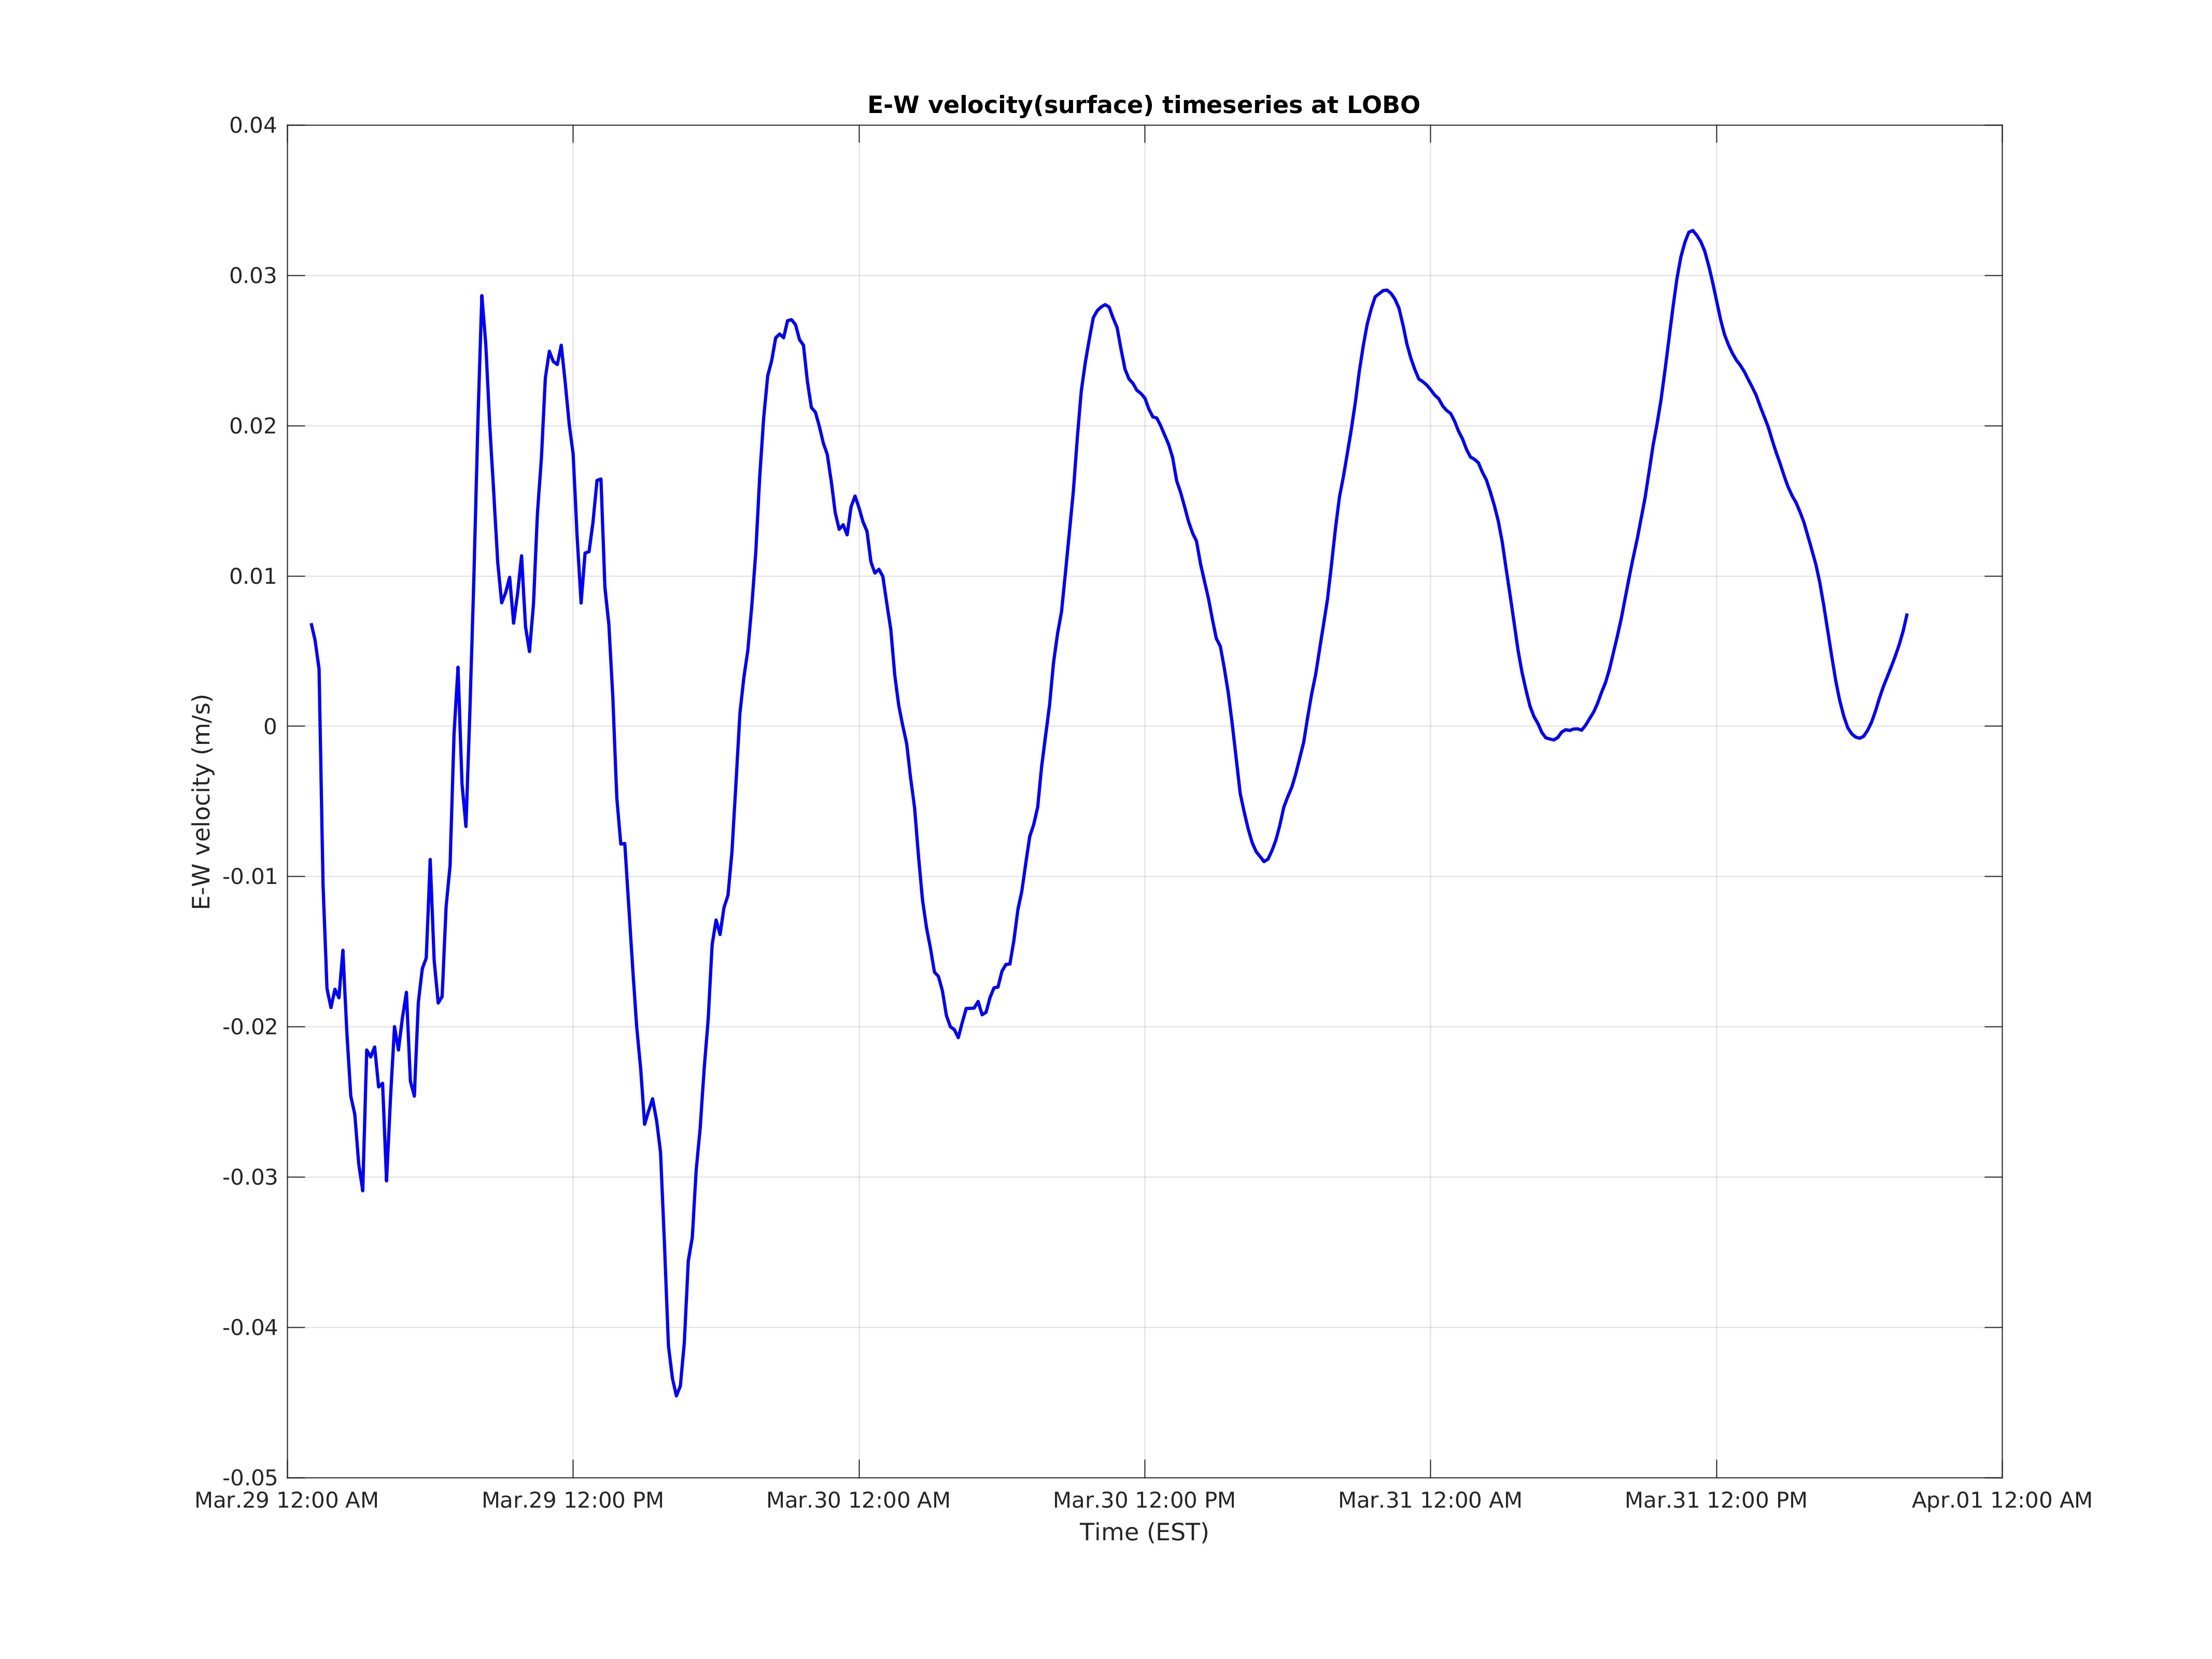 E-W velocity(surface) timeseries at LOBO
0.04
0.03
0.02
0.01
0
-0.01
-0.02
-0.03
-0.04
-0.05
E-W velocity (m/s)
Mar.29 12:00 AM Mar.29 12:00 PM Mar.30 12:00 AM Mar.30 12:00 PM Mar.31 12:00 AM Mar.31 12:00 PM Apr.01 12:00 AM
Time (EST)